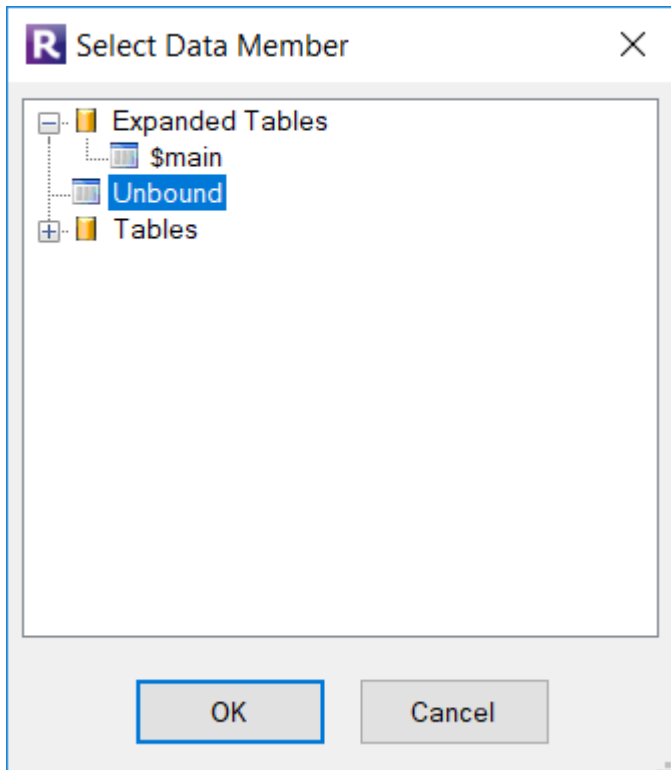 R Select Data Member
Expanded Tables
$main
Unbound
Tables
OK Cancel